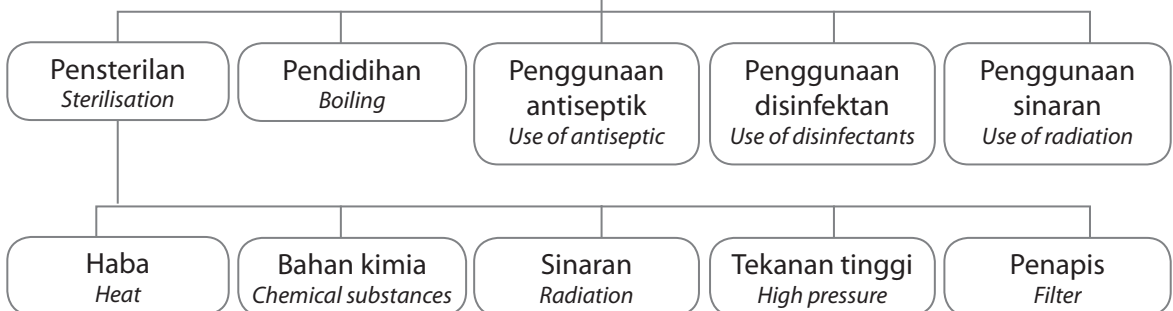 Pensterilan
Sterilisation
Pendidihan
Boiling
Penggunaan
antiseptik
Use of antiseptic
Penggunaan
disinfektan
Use of disinfectants
Penggunaan
sinaran
Use of radiation
Haba
Heat
Bahan kimia
Chemical substances
Sinaran
Radiation
Tekanan tinggi
High pressure
Penapis
Filter